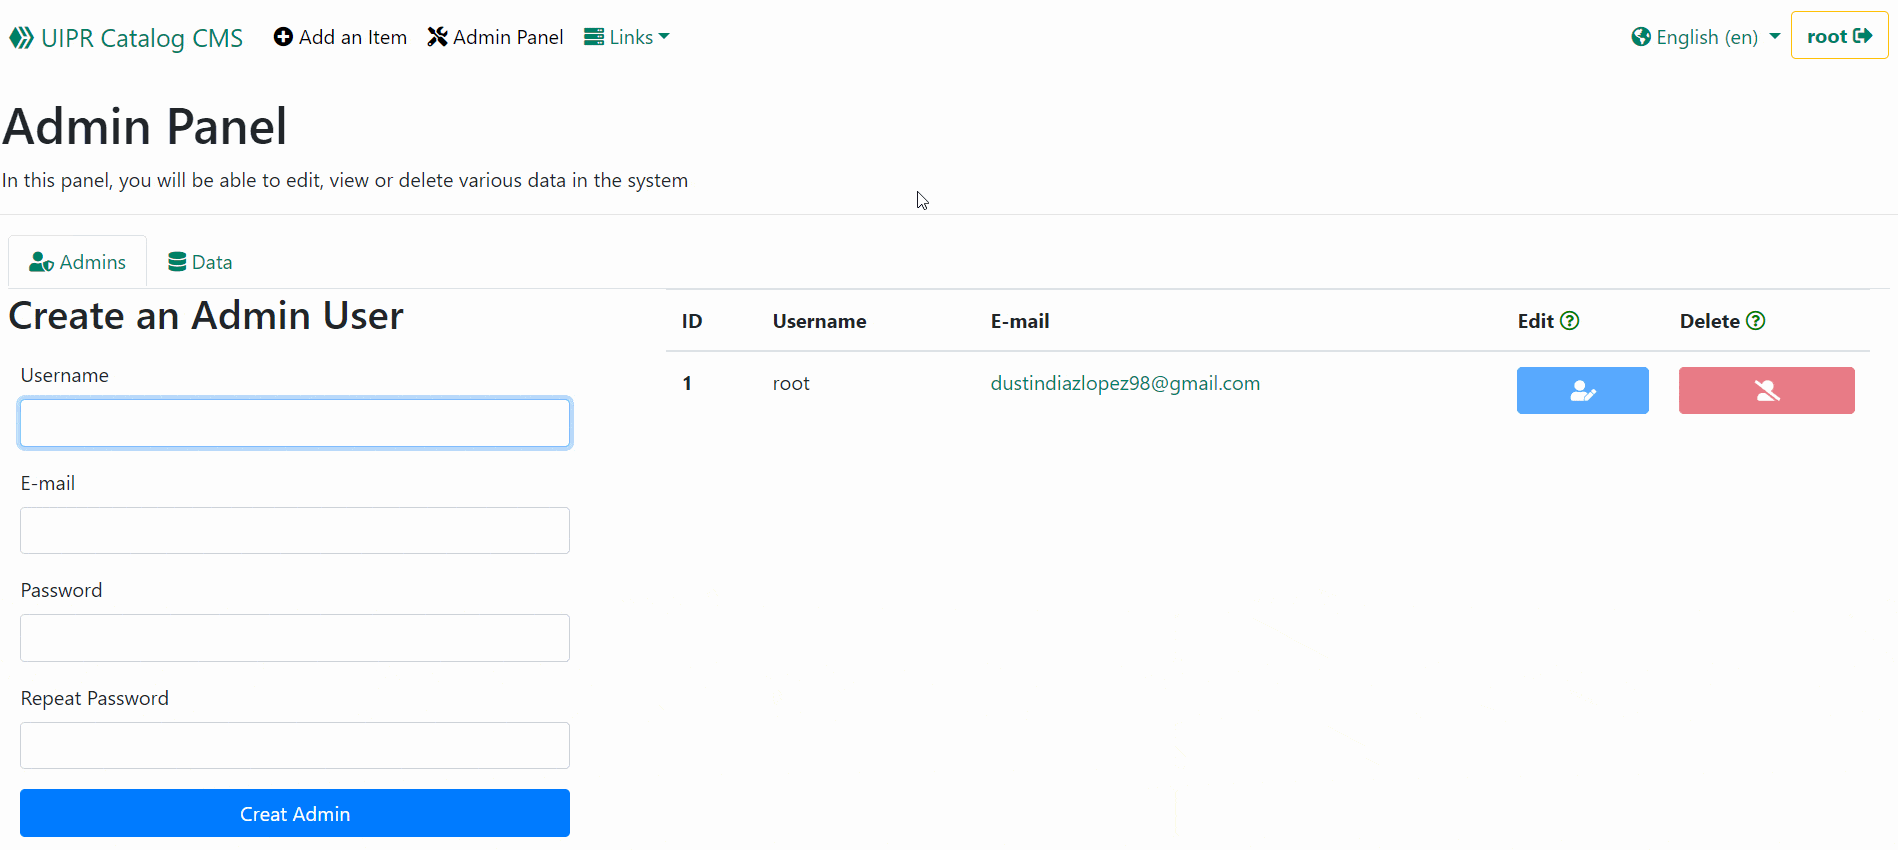 UIPR Catalog CMS Add an Item Admin Panel Links English (en) root
Admin Panel
In this panel, you will be able to edit, view or delete various data in the system
Admins Data
Create an Admin User
Username
E-mail
Password
Repeat Password
Creat Admin
ID Username E-mail Edit Delete
1 root dustindiazlopez98@gmail.com